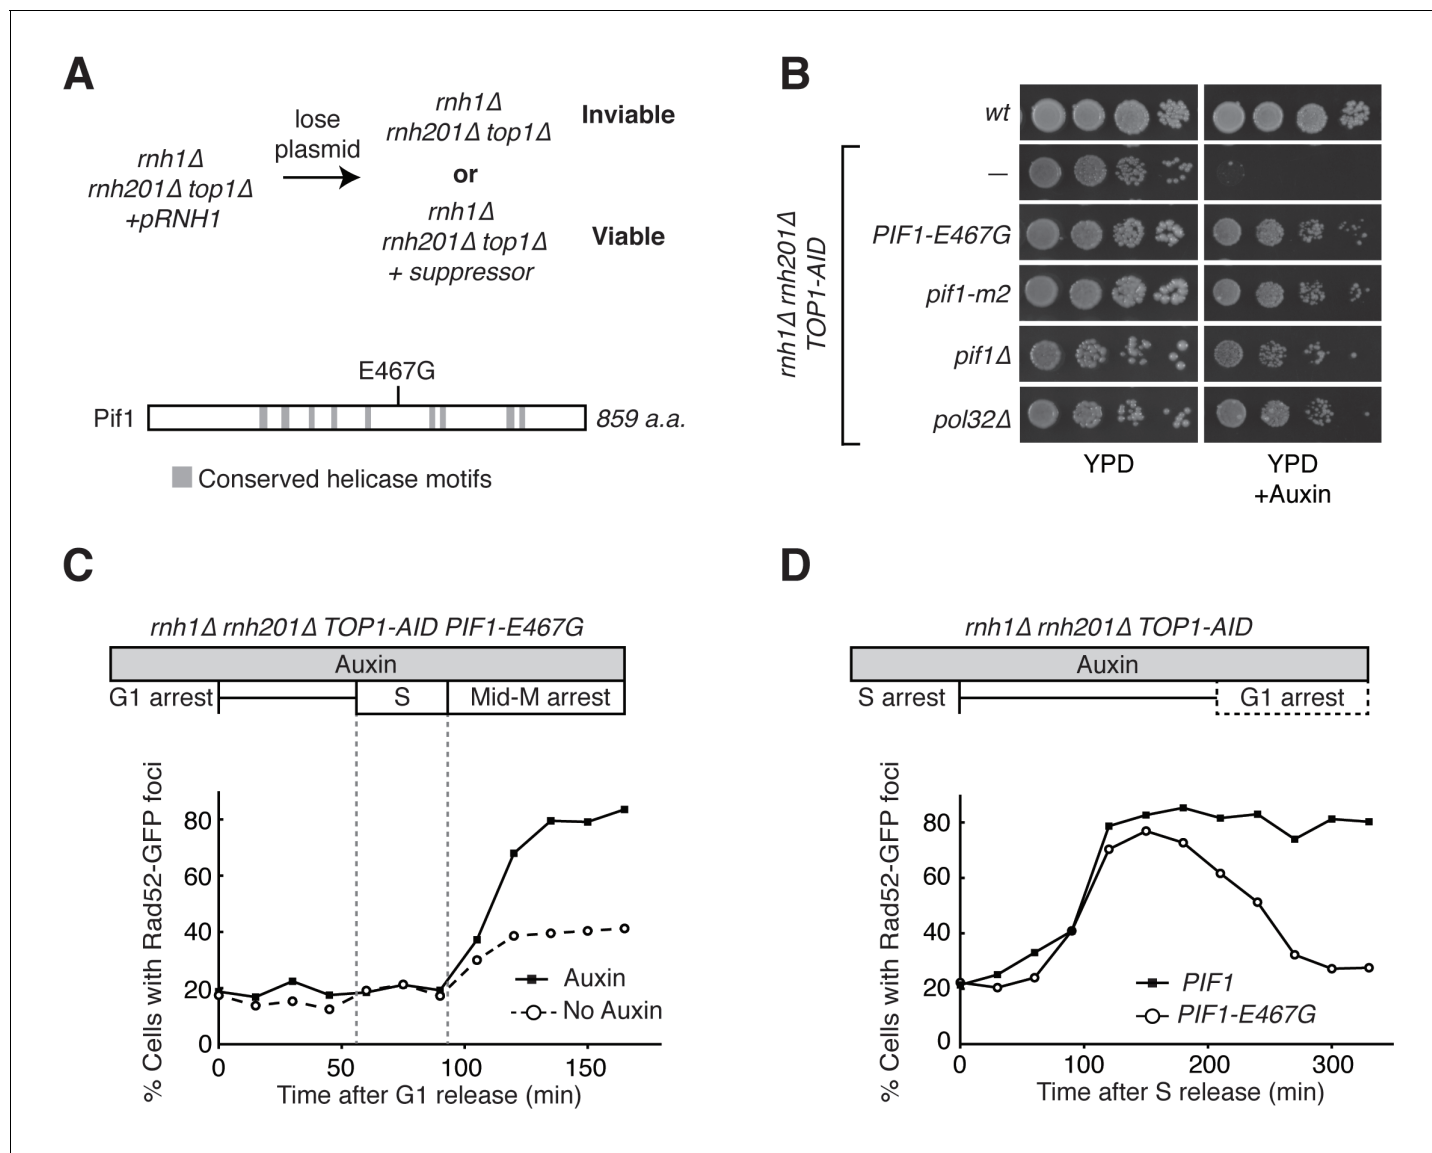 A
rnh1Δ
rnh201Δ top1Δ
+pRNH1
lose
plasmid
rnh1Δ
rnh201Δ top1Δ
Inviable
or
rnh1Δ
rnh201Δ top1Δ
+ suppressor
Viable
E467G
Pif1
859 a.a.
Conserved helicase motifs
B
rnh1Δ rnh201Δ
TOP1-AID
wt
—
PIF1-E467G
pif1-m2
pif1Δ
pol32Δ
YPD
YPD
+Auxin
C
rnh1Δ rnh201Δ TOP1-AID PIF1-E467G
Auxin
G1 arrest
S
Mid-M arrest
% Cells with Rad52-GFP foci
80
60
40
20
0
Auxin
No Auxin
0 50 100 150
Time after G1 release (min)
D
rnh1Δ rnh201Δ TOP1-AID
Auxin
S arrest
G1 arrest
% Cells with Rad52-GFP foci
80
60
40
20
0
PIF1
PIF1-E467G
0 100 200 300
Time after S release (min)